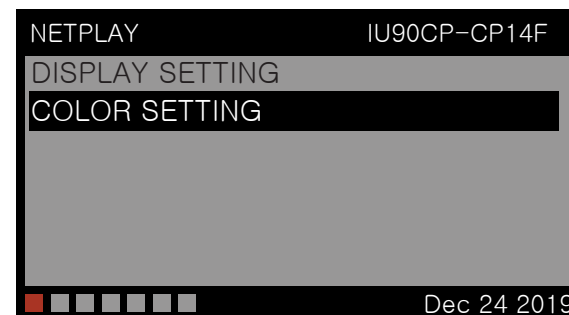 NETPLAY IU90CP-CP14F
DISPLAY SETTING
COLOR SETTING
Dec 24 2019